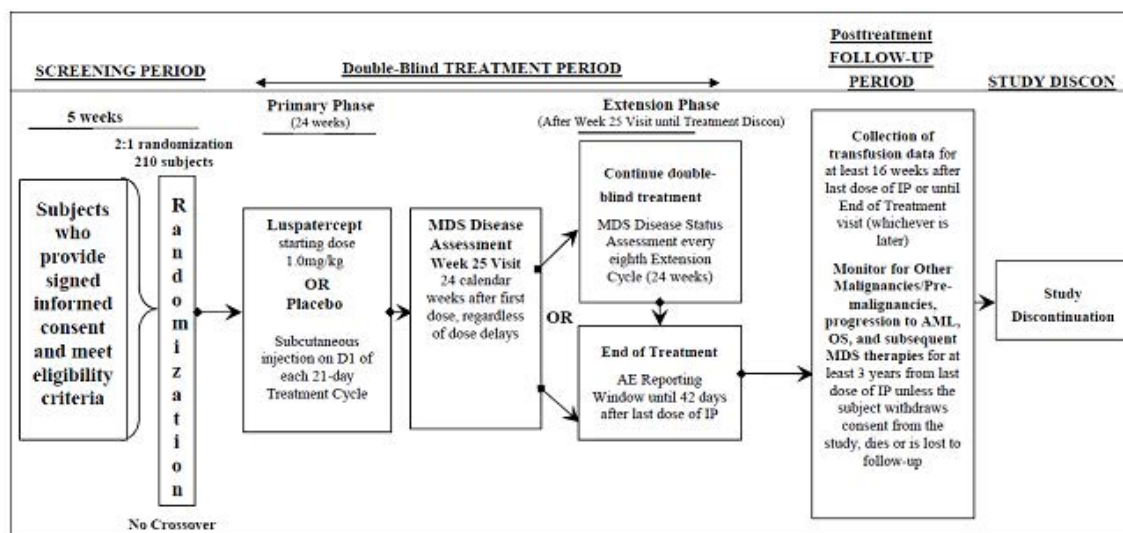 SCREENING PERIOD
Double-Blind TREATMENT PERIOD
Posttreatment
FOLLOW-UP
PERIOD
STUDY DISCON
5 weeks
2:1 randomization
210 subjects
Subjects
who
provide
signed
informed
consent
and meet
eligibility
criteria
Randomization
No Crossover
Primary Phase
(24 weeks)
Luspatercept
starting dose
1.0mg/kg
OR
Placebo
Subcutaneous
injection on D1 of
each 21-day
Treatment Cycle
MDS Disease
Assessment
Week 25 Visit
24 calendar
weeks after first
dose, regardless
of dose delays
OR
Extension Phase
(After Week 25 Visit until Treatment Discon)
Continue double-
blind treatment
MDS Disease Status
Assessment every
eighth Extension
Cycle (24 weeks)
End of Treatment
AE Reporting
Window until 42 days
after last dose of IP
Collection of
transfusion data for
at least 16 weeks after
last dose of IP or until
End of Treatment
visit (whichever is
later)
Monitor for Other
Malignancies/Pre-
malignancies,
progression to AML,
OS, and subsequent
MDS therapies for at
least 3 years from last
dose of IP unless the
subject withdraws
consent from the
study, dies or is lost to
follow-up
Study
Discontinuation